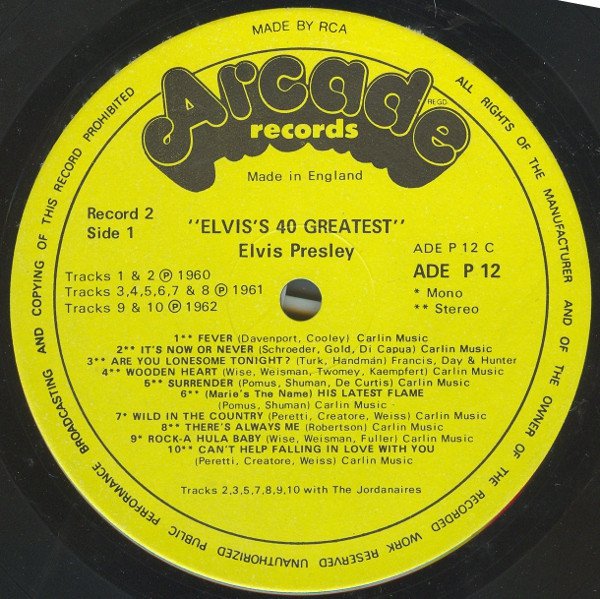 MADE BY RCA
Arcade
REGD.
records
Made in England
Record 2
Side 1
"ELVIS'S 40 GREATEST"
Elvis Presley
ADE P 12 C
ADE P 12
Tracks 1 & 2 Ⓟ 1960
Tracks 3,4,5,6,7 & 8 Ⓟ 1961
Tracks 9 & 10 Ⓟ 1962
* Mono
** Stereo
1** FEVER (Davenport, Cooley) Carlin Music
2** IT'S NOW OR NEVER (Schroeder, Gold, Di Capua) Carlin Music
3** ARE YOU LONESOME TONIGHT? (Turk, Handman) Francis, Day & Hunter
4** WOODEN HEART (Wise, Weisman, Twomey, Kaempfert) Carlin Music
5** SURRENDER (Pomus, Shuman, De Curtis) Carlin Music
6** (Marie's The Name) HIS LATEST FLAME
(Pomus, Shuman) Carlin Music
7* WILD IN THE COUNTRY (Peretti, Creatore, Weiss) Carlin Music
8** THERE'S ALWAYS ME (Robertson) Carlin Music
9* ROCK-A HULA BABY (Wise, Weisman, Fuller) Carlin Music
10** CAN'T HELP FALLING IN LOVE WITH YOU
(Peretti, Creatore, Weiss) Carlin Music
Tracks 2,3,5,7,8,9,10 with The Jordanaires
ALL RIGHTS OF THE MANUFACTURER AND OF THE OWNER OF THE RECORDED WORK RESERVED UNAUTHORIZED PUBLIC PERFORMANCE BROADCASTING AND COPYING OF THIS RECORD PROHIBITED